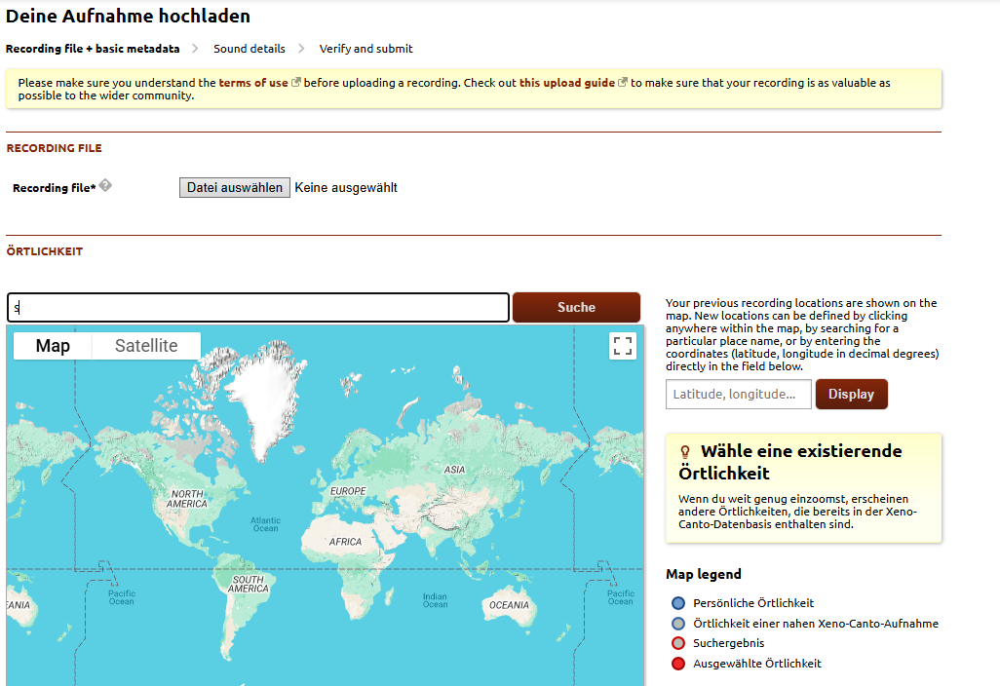 Deine Aufnahme hochladen
Recording file + basic metadata > Sound details > Verify and submit
Please make sure you understand the terms of use before uploading a recording. Check out this upload guide to make sure that your recording is as valuable as
possible to the wider community.
RECORDING FILE
Recording file* ?
Datei auswählen Keine ausgewählt
ÖRTLICHKEIT
s
Suche
Map Satellite
NORTH
AMERICA
Atlantic
Ocean
EUROPE
ASIA
AFRICA
SOUTH
AMERICA
Pacific
Ocean
Indian
Ocean
OCEANIA
Pacific
Ocean
ANIA
Your previous recording locations are shown on the
map. New locations can be defined by clicking
anywhere within the map, by searching for a
particular place name, or by entering the
coordinates (latitude, longitude in decimal degrees)
directly in the field below.
Latitude, longitude... Display
Wähle eine existierende
Örtlichkeit
Wenn du weit genug einzoomst, erscheinen
andere Örtlichkeiten, die bereits in der Xeno-
Canto-Datenbasis enthalten sind.
Map legend
Persönliche Örtlichkeit
Örtlichkeit einer nahen Xeno-Canto-Aufnahme
Suchergebnis
Ausgewählte Örtlichkeit